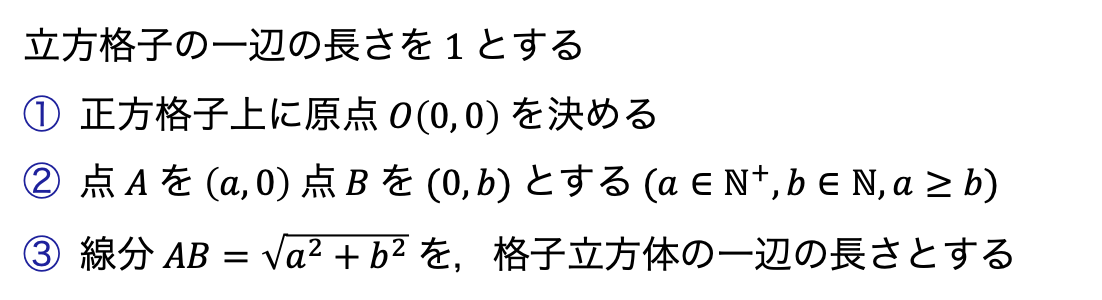 立方格子の一辺の長さを 1 とする
① 正方格子上に原点 O(0, 0) を決める
② 点 A を (a, 0) 点 B を (0, b) とする (a ∈ ℕ⁺, b ∈ ℕ, a ≥ b)
③ 線分 AB = √(a² + b²) を，格子立方体の一辺の長さとする